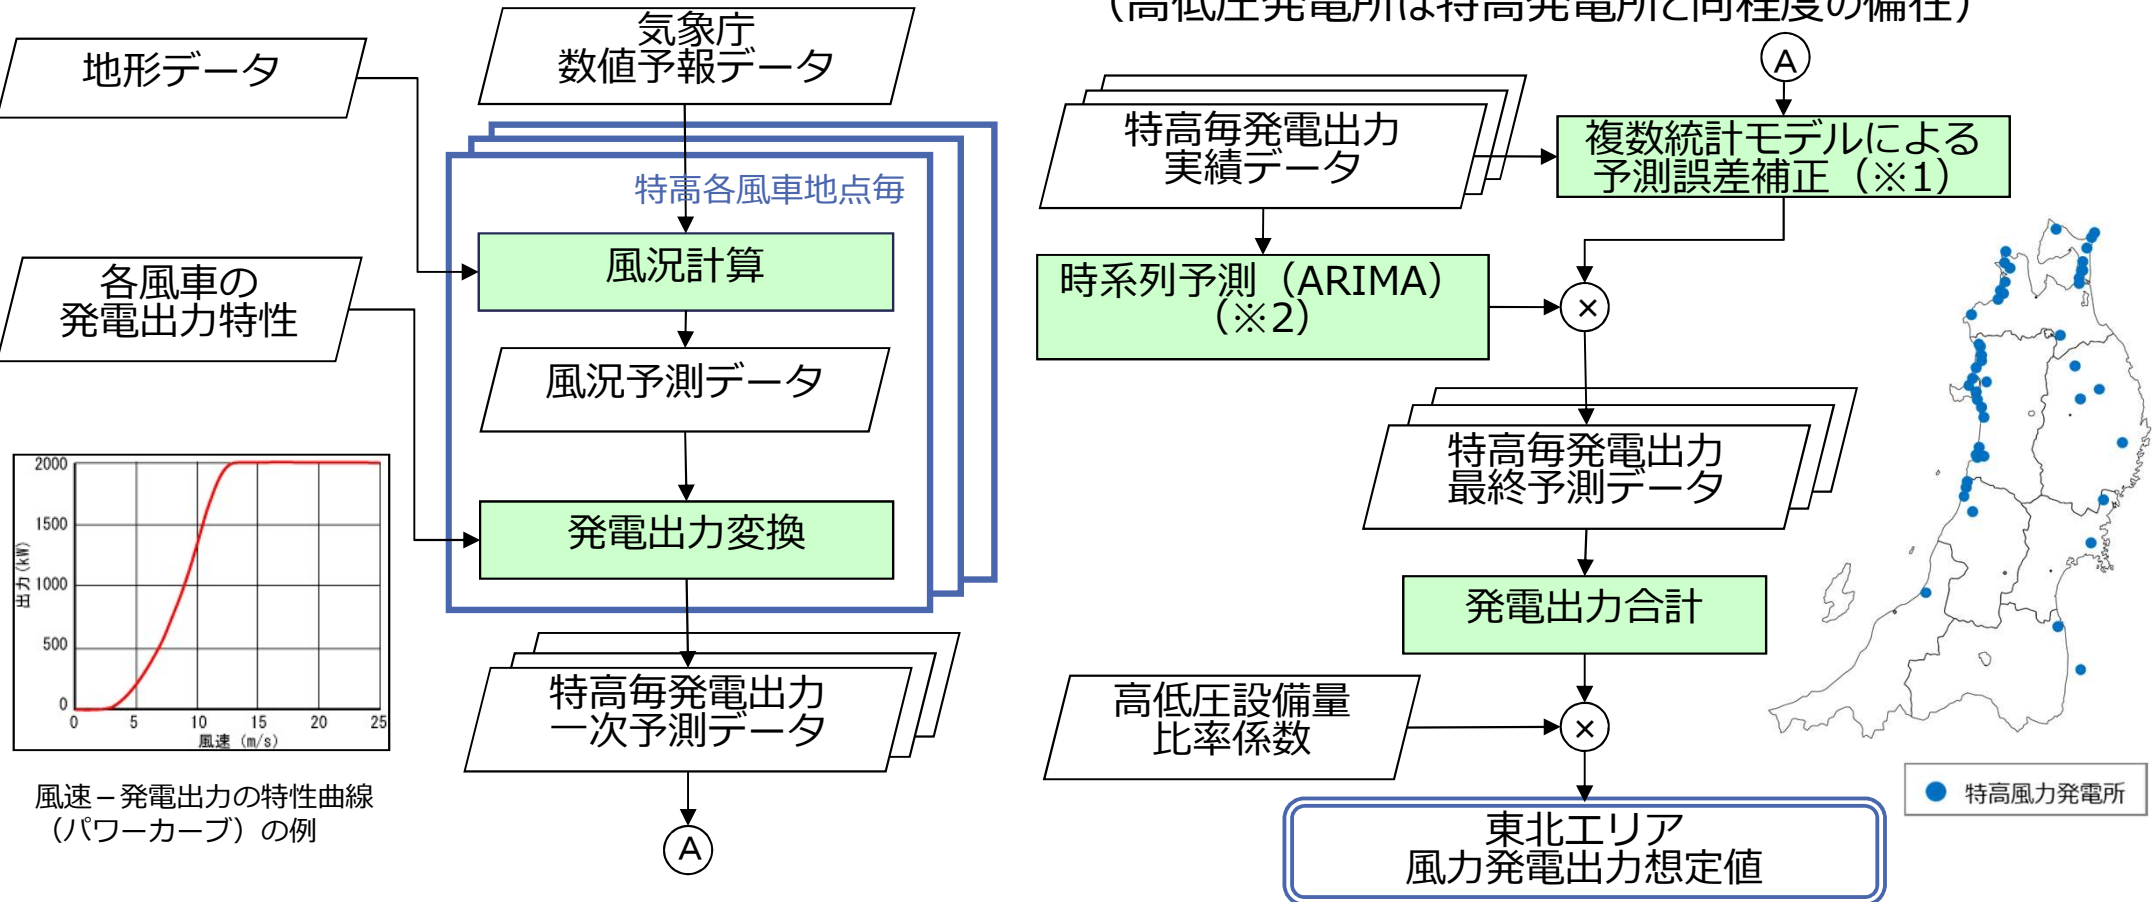 （高低圧発電所は特高発電所と同程度の偏在）
地形データ
気象庁
数値予報データ
特高各風車地点毎
風況計算
各風車の
発電出力特性
風況予測データ
発電出力変換
特高毎発電出力
一次予測データ
A
2000
1500
1000
500
0
出力(kW)
0 5 10 15 20 25
風速 (m/s)
風速－発電出力の特性曲線
（パワーカーブ）の例
A
特高毎発電出力
実績データ
複数統計モデルによる
予測誤差補正（※1）
時系列予測（ARIMA）
（※2）
×
特高毎発電出力
最終予測データ
発電出力合計
高低圧設備量
比率係数
×
東北エリア
風力発電出力想定値
特高風力発電所